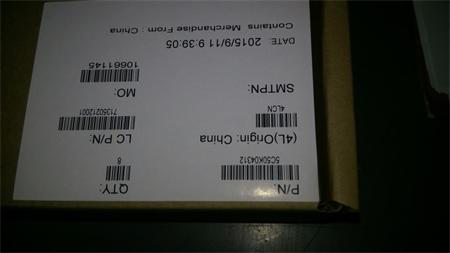 P/N:
5C50K04312
QTY:
8
(4L)Origin: China
4LCN
LC P/N:
71350212001
SMTPN:
MO:
10661145
DATE: 2015/9/11 9:39:05
Contains Merchandise From : China